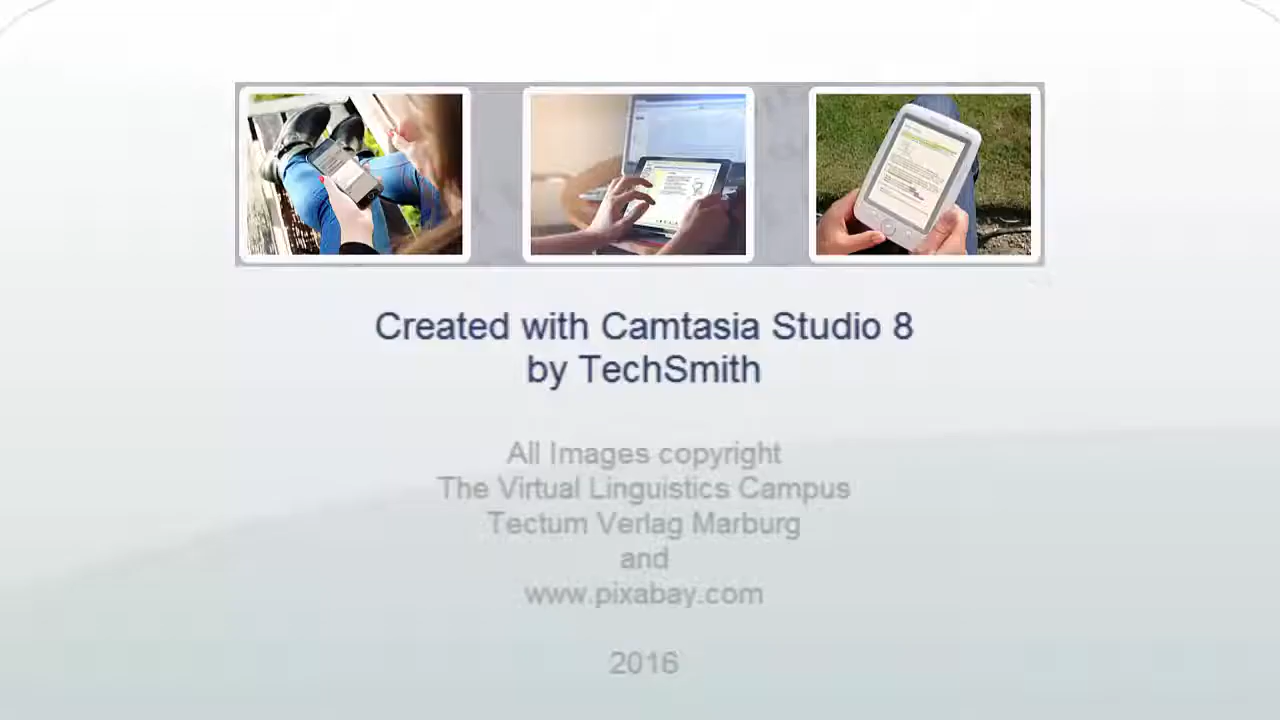 Created with Camtasia Studio 8
by TechSmith
All Images copyright
The Virtual Linguistics Campus
Tectum Verlag Marburg
and
www.pixabay.com
2016